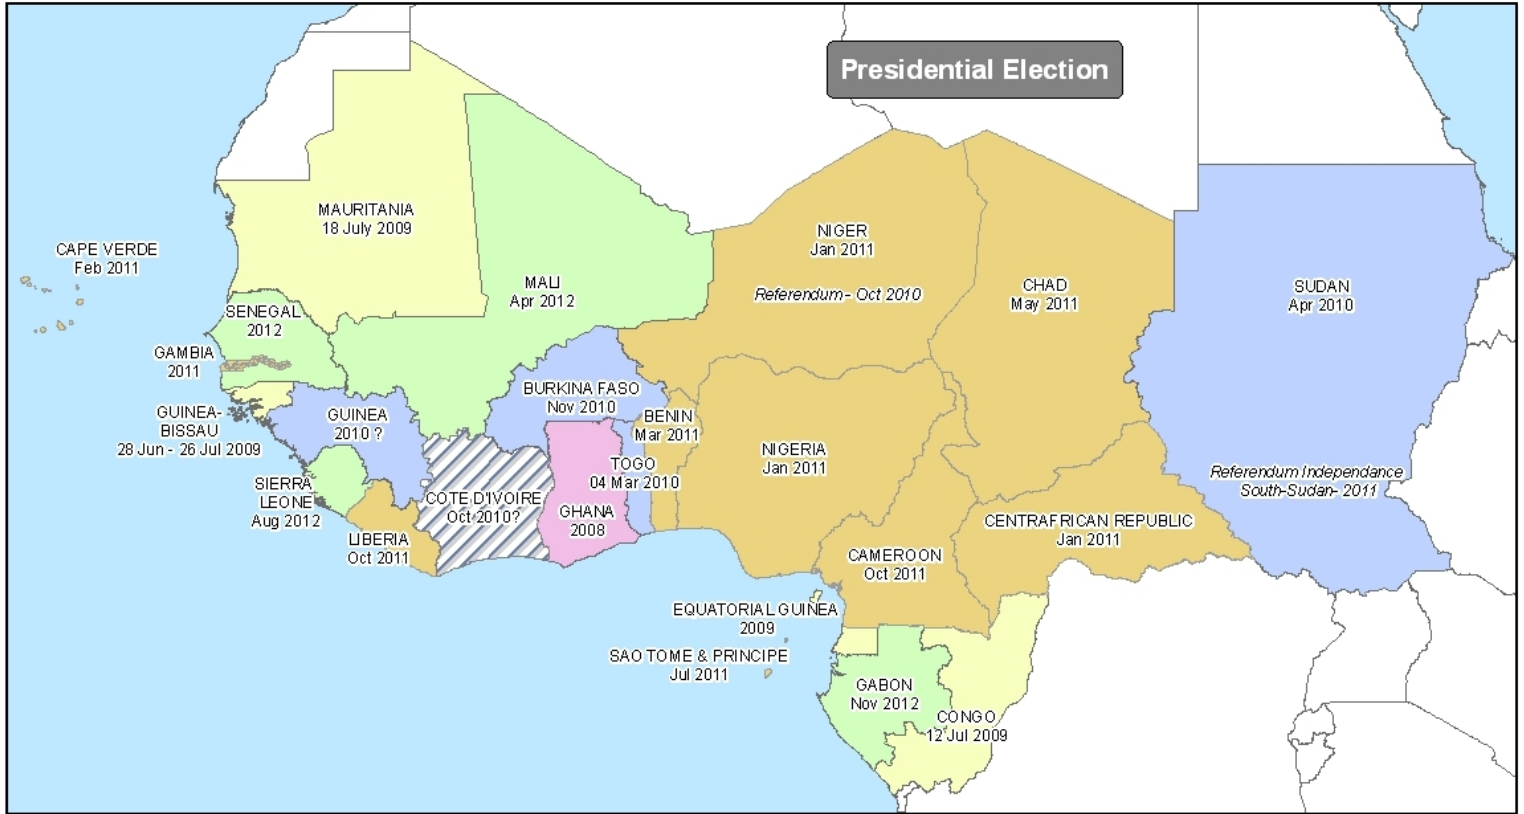 Presidential Election
MAURITANIA
18 July 2009
CAPE VERDE
Feb 2011
NIGER
Jan 2011
Referendum- Oct 2010
MALI
Apr 2012
CHAD
May 2011
SUDAN
Apr 2010
SENEGAL
2012
GAMBIA
2011
BURKINA FASO
Nov 2010
GUINEA-
BISSAU
28 Jun - 26 Jul 2009
GUINEA
2010 ?
BENIN
Mar 2011
NIGERIA
Jan 2011
TOGO
04 Mar 2010
Referendum Independance
South-Sudan- 2011
SIERRA
LEONE
Aug 2012
COTE D'IVOIRE
Oct 2010?
GHANA
2008
CENTRAFRICAN REPUBLIC
Jan 2011
LIBERIA
Oct 2011
CAMEROON
Oct 2011
EQUATORIAL GUINEA
2009
SAO TOME & PRINCIPE
Jul 2011
GABON
Nov 2012
CONGO
12 Jul 2009